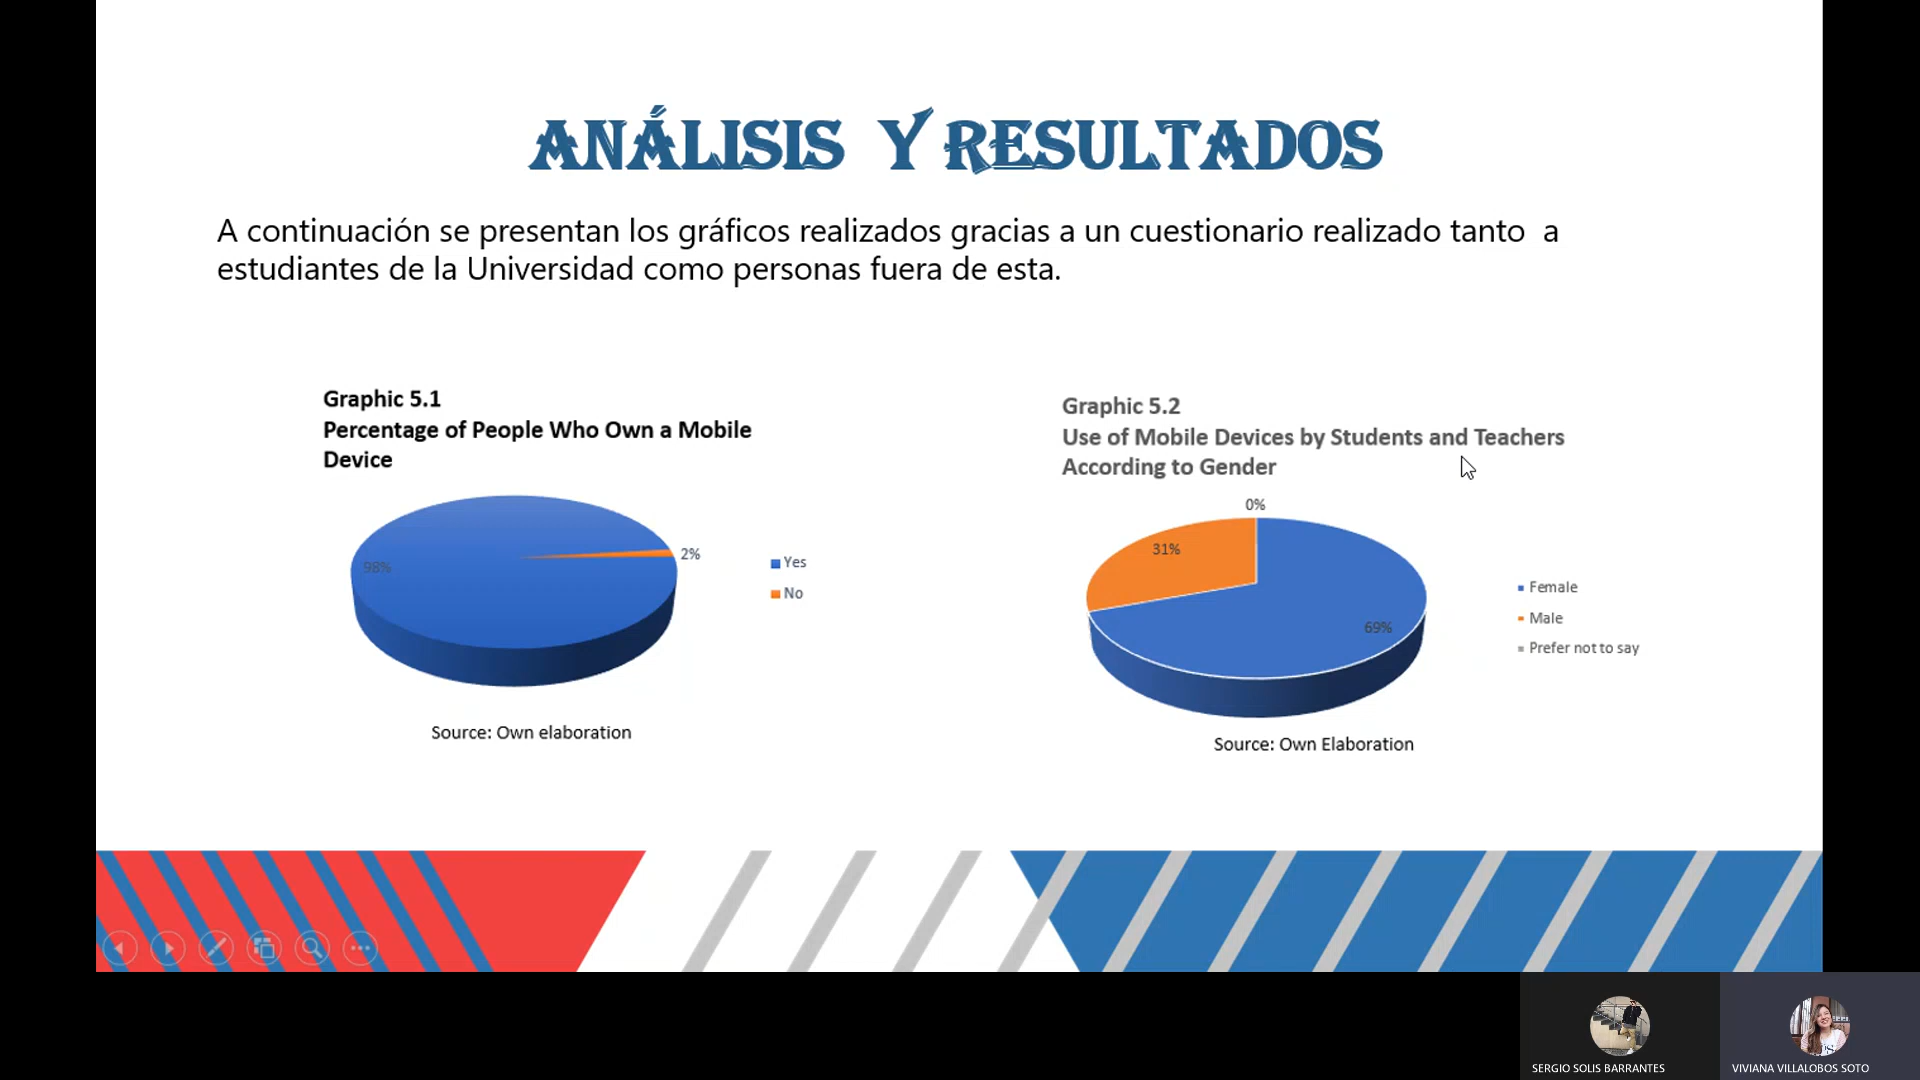 ANÁLISIS Y RESULTADOS
A continuación se presentan los gráficos realizados gracias a un cuestionario realizado tanto a
estudiantes de la Universidad como personas fuera de esta.
Graphic 5.1
Percentage of People Who Own a Mobile
Device
98%
2%
Yes
No
Source: Own elaboration
Graphic 5.2
Use of Mobile Devices by Students and Teachers
According to Gender
0%
31%
69%
Female
Male
Prefer not to say
Source: Own Elaboration
SERGIO SOLIS BARRANTES
VIVIANA VILLALOBOS SOTO